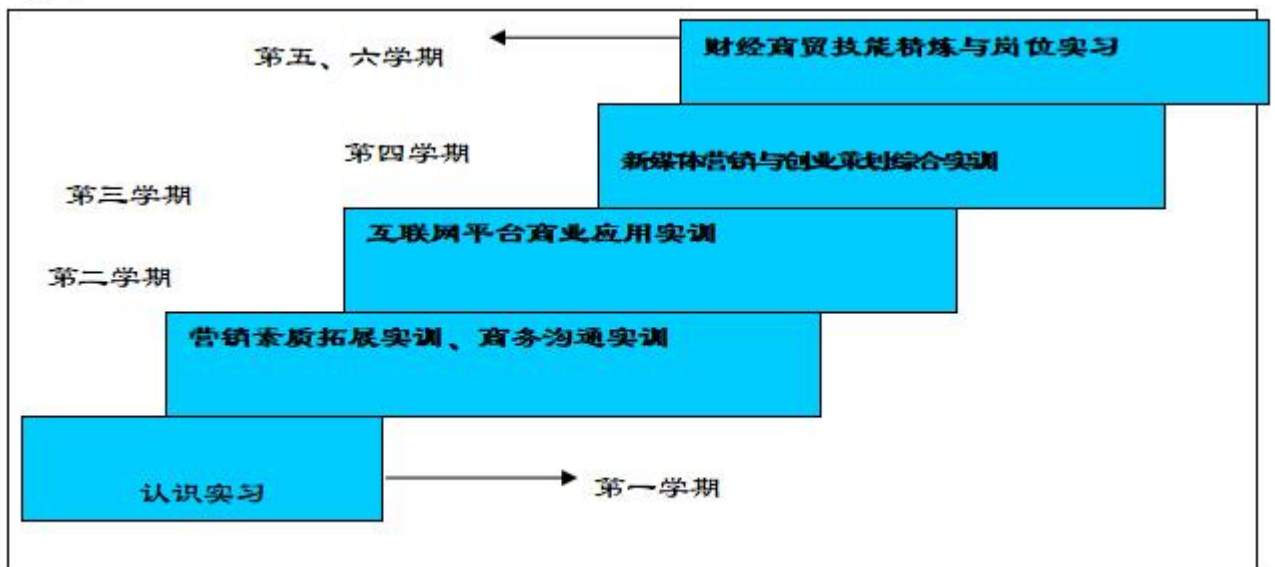 第五、六学期
财经商贸技能精炼与岗位实习
第四学期
新媒体营销与创业策划综合实训
第三学期
互联网平台商业应用实训
第二学期
营销素质拓展实训、商务沟通实训
认识实习
第一学期